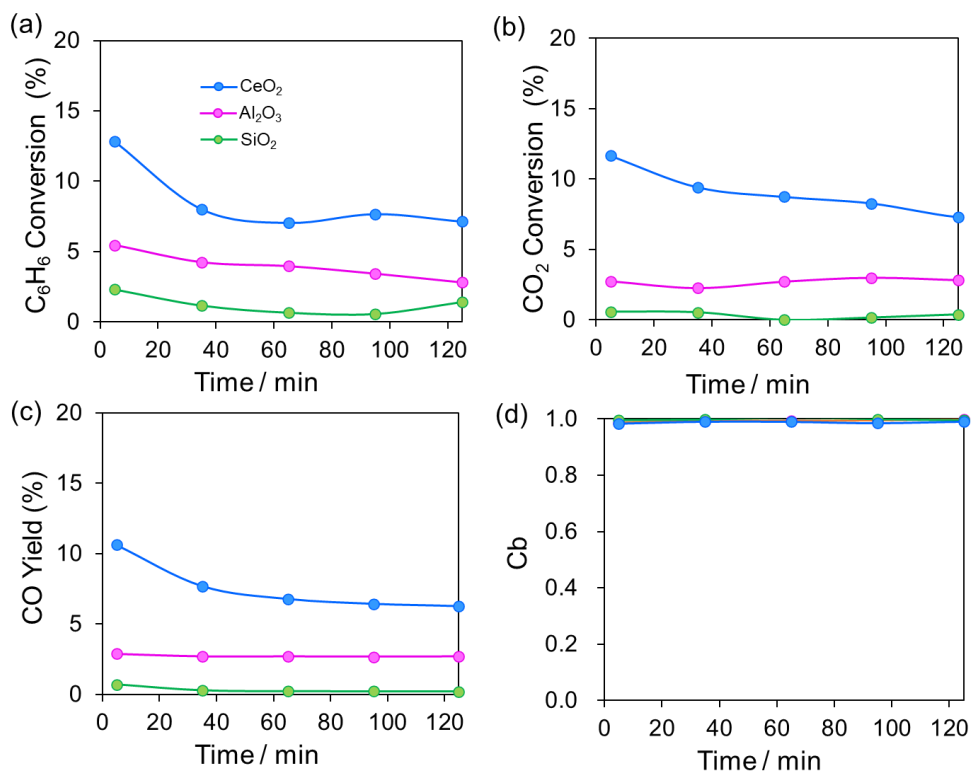 (a)
20
15
10
5
0
C₆H₆ Conversion (%)
CeO₂
Al₂O₃
SiO₂
0 20 40 60 80 100 120
Time / min
(b)
20
15
10
5
0
CO₂ Conversion (%)
0 20 40 60 80 100 120
Time / min
(c)
20
15
10
5
0
CO Yield (%)
0 20 40 60 80 100 120
Time / min
(d)
1.0
0.8
0.6
0.4
0.2
0.0
Cb
0 20 40 60 80 100 120
Time / min